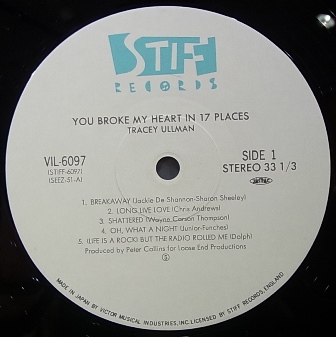 STIFF
RECORDS
YOU BROKE MY HEART IN 17 PLACES
TRACEY ULLMAN
VIL-6097
(STIFF-6097)
(SEEZ-51-A)
SIDE 1
STEREO 33 1/3
1. BREAKAWAY (Jackie De Shannon-Sharon Sheeley)
2. LONG LIVE LOVE (Chris Andrews)
3. SHATTERED (Wayne Carson Thompson)
4. OH, WHAT A NIGHT (Junior-Funches)
5. (LIFE IS A ROCK) BUT THE RADIO ROLLED ME (Dolph)
Produced by Peter Collins for Loose End Productions
MADE IN JAPAN BY VICTOR MUSICAL INDUSTRIES, INC. LICENSED BY STIFF RECORDS, ENGLAND